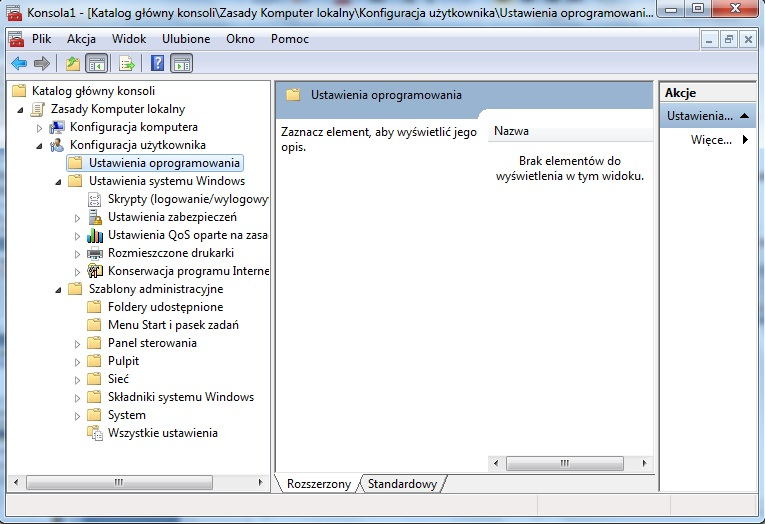 Konsola1 - [Katalog główny konsoli\Zasady Komputer lokalny\Konfiguracja użytkownika\Ustawienia oprogramowani...
Plik Akcja Widok Ulubione Okno Pomoc
Katalog główny konsoli
Zasady Komputer lokalny
Konfiguracja komputera
Konfiguracja użytkownika
Ustawienia oprogramowania
Ustawienia systemu Windows
Skrypty (logowanie/wylogowy
Ustawienia zabezpieczeń
Ustawienia QoS oparte na zasa
Rozmieszczone drukarki
Konserwacja programu Interne
Szablony administracyjne
Foldery udostępnione
Menu Start i pasek zadań
Panel sterowania
Pulpit
Sieć
Składniki systemu Windows
System
Wszystkie ustawienia
Ustawienia oprogramowania
Zaznacz element, aby wyświetlić jego
opis.
Nazwa
Brak elementów do
wyświetlenia w tym widoku.
Rozszerzony Standardowy
Akcje
Ustawienia...
Więce...